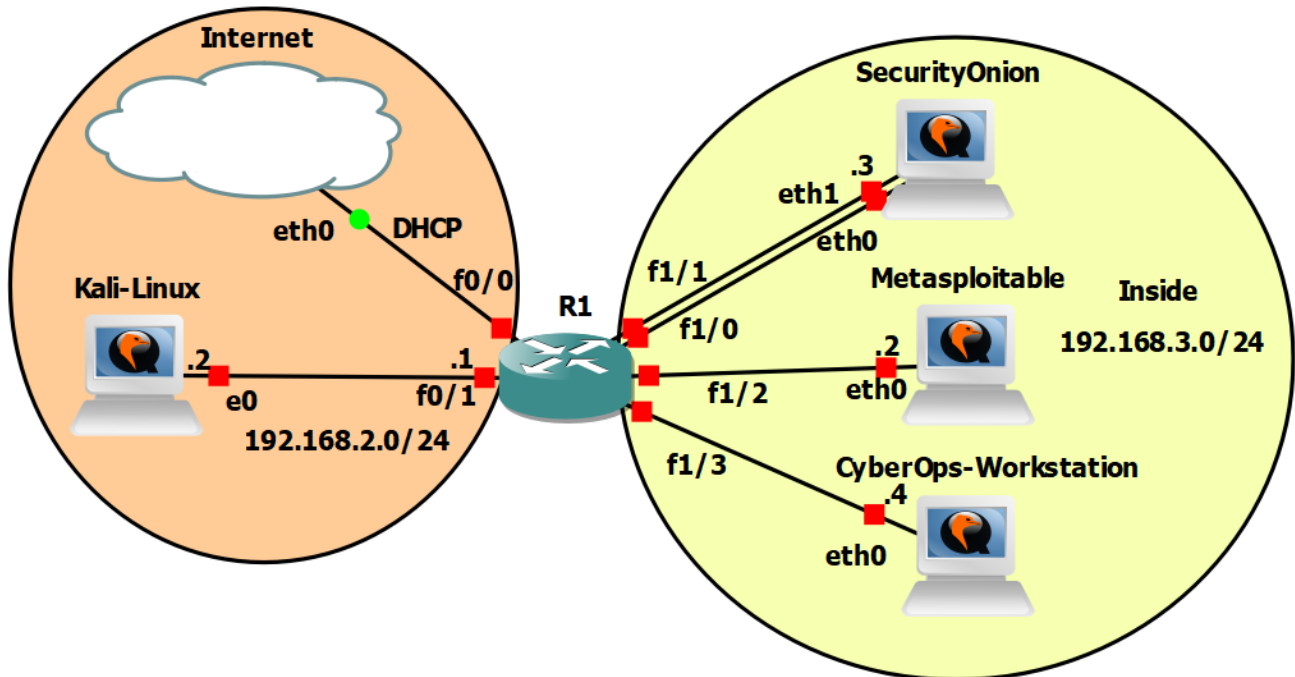 Internet
eth0
DHCP
f0/0
Kali-Linux
.2
e0
192.168.2.0/24
.1
f0/1
R1
SecurityOnion
.3
eth1
eth0
f1/1
f1/0
Metasploitable
.2
eth0
f1/2
Inside
192.168.3.0/24
CyberOps-Workstation
.4
eth0
f1/3